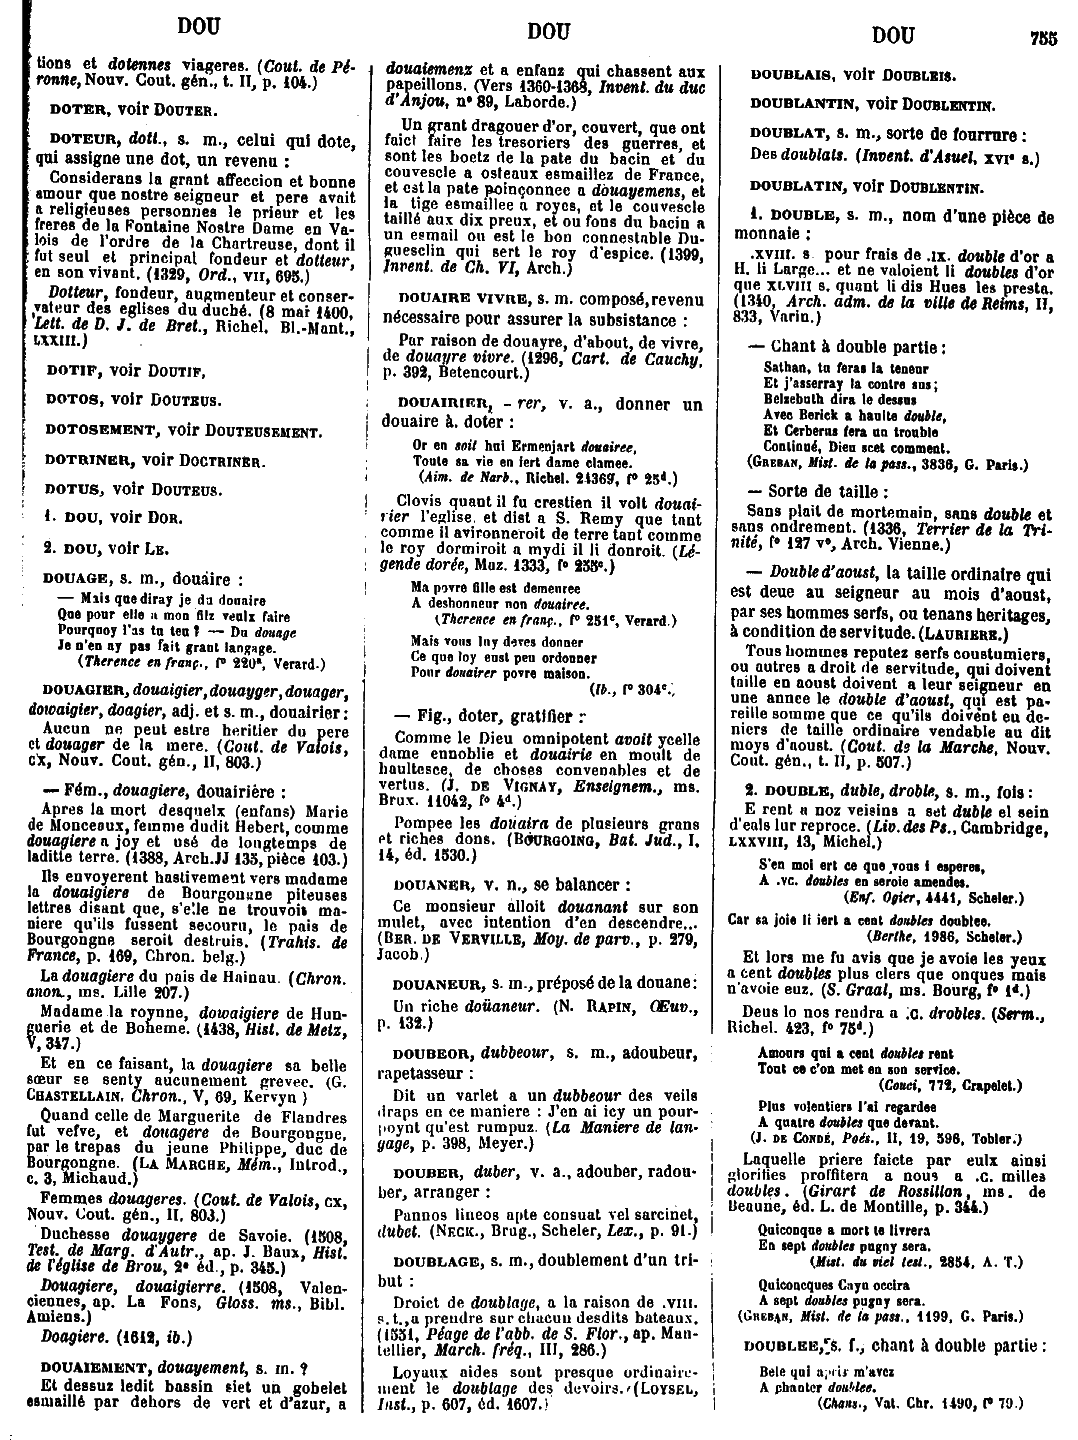 DOU
DOU
DOU
755
tions et dotennes viageres. (Cout. de Pé-
ronne, Nouv. Cout. gén., t. II, p. 104.)
DOTER, voir DOUTER.
DOTEUR, dott., s. m., celui qui dote,
qui assigne une dot, un revenu :
Considerans la grant affeccion et bonne
amour que nostre seigneur et pere avait
a religieuses personnes le prieur et les
freres de la Fontaine Nostre Dame en Va-
lois de l'ordre de la Chartreuse, dont il
fut seul et principal fondeur et dotteur,
en son vivant. (1329, Ord., VII, 695.)
Dotteur, fondeur, augmenteur et conser-
vateur des eglises du duché. (8 mai 1400,
Lett. de D. J. de Bret., Richel. Bl.-Mant.,
LXXIII.)
DOTIF, voir DOUTIF.
DOTOS, voir DOUTEUS.
DOTOSEMENT, voir DOUTEUSEMENT.
DOTRINER, voir DOCTRINER.
DOTUS, voir DOUTEUS.
1. DOU, voir DOR.
2. DOU, voir LE.
DOUAGE, s. m., douaire :
— Mais que diray je du douaire
Que pour elle a mon filz veulx faire
Pourquoy l'as tu teu ? — Du douage
Je n'en ay pas fait grant langage.
(Therence en franç., f° 220ª, Verard.)
DOUAGIER, douaigier, douayger, douager,
dowaigier, doagier, adj. et s. m., douairier :
Aucun ne peut estre heritier du pere
et douager de la mere. (Cout. de Valois,
CX, Nouv. Cout. gén., II, 803.)
— Fém., douagiere, douairière :
Apres la mort desquelx (enfans) Marie
de Monceoux, femme dudit Hebert, comme
douagiere a joy et usé de longtemps de
laditte terre. (1388, Arch. JJ 135, pièce 103.)
Ils envoyerent hastivement vers madame
la douaigiere de Bourgongne piteuses
lettres disant que, s'elle ne trouvoit ma-
niere qu'ils fussent secouru, le pais de
Bourgongne seroit destruis. (Trahis. de
France, p. 169, Chron. belg.)
La douagiere du pais de Hainau. (Chron.
anon., ms. Lille 207.)
Madame la roynne, dowaigiere de Hun-
guerie et de Boheme. (1438, Hist. de Metz,
V, 347.)
Et en ce faisant, la douagiere sa belle
sœur se senty aucunement grevee. (G.
CHASTELLAIN, Chron., V, 69, Kervyn )
Quand celle de Marguerite de Flandres
fut vefve, et douagere de Bourgongne,
par le trepas du jeune Philippe, duc de
Bourgongne. (LA MARCHE, Mém., Introd.,
c. 3, Michaud.)
Femmes douageres. (Cout. de Valois, CX,
Nouv. Cout. gén., II, 803.)
Duchesse douaygere de Savoie. (1508,
Test. de Marg. d'Autr., ap. J. Baux, Hist.
de l'église de Brou, 2° éd., p. 345.)
Douagiere, douaigierre. (1508, Valen-
ciennes, ap. La Fons, Gloss. ms., Bibl.
Amiens.)
Doagiere. (1612, ib.)
DOUAIEMENT, douayement, s. m. ?
Et dessuz ledit bassin siet un gobelet
esmaillé par dehors de vert et d'azur, a
douaiemenz et a enfanz qui chassent aux
papeillons. (Vers 1360-1368, Invent. du duc
d'Anjou, n° 89, Laborde.)
Un grant dragouer d'or, couvert, que ont
faict faire les tresoriers des guerres, et
sont les boetz de la pate du bacin et du
couvescle a osteaux esmaillez de France,
et est la pate poinçonnee a douayemens, et
la tige esmaillee a royes, et le couvescle
taillé aux dix preux, et ou fons du bacin a
un esmail ou est le bon connestable Du-
guesclin qui sert le roy d'espice. (1399,
Invent. de Ch. VI, Arch.)
DOUAIRE VIVRE, s. m. composé, revenu
nécessaire pour assurer la subsistance :
Par raison de douayre, d'about, de vivre,
de douayre vivre. (1296, Cart. de Cauchy,
p. 392, Betencourt.)
DOUAIRIER, - rer, v. a., donner un
douaire à, doter :
Or en soit hui Ermenjart douairee,
Toute sa vie en iert dame clamee.
(Aim. de Narb., Richel. 24369, f° 25ᵈ.)
Clovis quant il fu crestien il volt douai-
rier l'eglise, et dist a S. Remy que tant
comme il avironneroit de terre tant comme
le roy dormiroit a mydi il li donroit. (Lé-
gende dorée, Maz. 1333, f° 255ᶜ.)
Ma povre fille est demeuree
A deshonneur non douairee.
(Therence en franç., f° 251ᶜ, Verard.)
Mais vous luy deves donner
Ce que loy eust peu ordonner
Pour douairer povre maison.
(Ib., f° 304ᶜ.)
— Fig., doter, gratifier :
Comme le Dieu omnipotent avoit ycelle
dame ennoblie et douairie en moult de
haultesce, de choses convenables et de
vertus. (J. DE VIGNAY, Enseignem., ms.
Brux. 11042, f° 4ᵈ.)
Pompee les douaira de plusieurs grans
et riches dons. (BOURGOING, Bat. Jud., I,
14, éd. 1530.)
DOUANER, v. n., se balancer :
Ce monsieur alloit douanant sur son
mulet, avec intention d'en descendre...
(BER. DE VERVILLE, Moy. de parv., p. 279,
Jacob.)
DOUANEUR, s. m., préposé de la douane :
Un riche doüaneur. (N. RAPIN, Œuv.,
p. 132.)
DOUBEOR, dubbeour, s. m., adoubeur,
rapetasseur :
Dit un varlet a un dubbeour des veils
draps en ce maniere : J'en ai icy un pour-
poynt qu'est rumpuz. (La Maniere de lan-
gage, p. 398, Meyer.)
DOUBER, duber, v. a., adouber, radou-
ber, arranger :
Pannos lineos apte consuat vel sarcinet,
dubet. (NECK., Brug., Scheler, Lex., p. 91.)
DOUBLAGE, s. m., doublement d'un tri-
but :
Droict de doublage, a la raison de .VIII.
s. t., a prendre sur chacun desdits bateaux.
(1531, Péage de l'abb. de S. Flor., ap. Man-
tellier, March. fréq., III, 286.)
Loyaux aides sont presque ordinaire-
ment le doublage des devoirs. (LOYSEL,
Inst., p. 607, éd. 1607.)
DOUBLAIS, voir DOUBLEIS.
DOUBLANTIN, voir DOUBLENTIN.
DOUBLAT, s. m., sorte de fourrure :
Des doublats. (Invent. d'Asuel, XVIᵉ s.)
DOUBLATIN, voir DOUBLENTIN.
1. DOUBLE, s. m., nom d'une pièce de
monnaie :
.XVIII. s. pour frais de .IX. double d'or a
H. li Large... et ne valoient li doubles d'or
que XLVIII s. quant li dis Hues les presta.
(1340, Arch. adm. de la ville de Reims, II,
833, Varin.)
— Chant à double partie :
Sathan, tu feras la teneur
Et j'asserray la contre sus;
Belzebuth dira le dessus
Avec Berick a haulte double,
Et Cerberus fera un trouble
Continué, Dieu scet comment.
(GREBAN, Mist. de la pass., 3836, G. Paris.)
— Sorte de taille :
Sans plait de mortemain, sans double et
sans ondrement. (1336, Terrier de la Tri-
nité, f° 127 v°, Arch. Vienne.)
— Double d'aoust, la taille ordinaire qui
est deue au seigneur au mois d'aoust,
par ses hommes serfs, ou tenans heritages,
à condition de servitude. (LAURIERE.)
Tous hommes reputez serfs coustumiers,
ou autres a droit de servitude, qui doivent
taille en aoust doivent a leur seigneur en
une annee le double d'aoust, qui est pa-
reille somme que ce qu'ils doivent en de-
niers de taille ordinaire vendable au dit
moys d'aoust. (Cout. de la Marche, Nouv.
Cout. gén., t. II, p. 507.)
2. DOUBLE, duble, droble, s. m., fois :
E rent a noz veisins a set duble el sein
d'eals lur reproce. (Liv. des Ps., Cambridge,
LXXVIII, 13, Michel.)
S'en moi ert ce que vous i esperes,
A .VC. doubles en seroie amendes.
(Enf. Ogier, 4441, Scheler.)
Car sa joie li iert a cent doubles doublee.
(Berthe, 1986, Scheler.)
Et lors me fu avis que je avoie les yeux
a cent doubles plus clers que onques mais
n'avoie euz. (S. Graal, ms. Bourg, f° 1ᵈ.)
Deus lo nos rendra a .C. drobles. (Serm.,
Richel. 423, f° 75ᵈ.)
Amours qui a cent doubles rent
Tout ce c'on met en son service.
(Couci, 772, Crapelet.)
Plus volentiers l'ai regardee
A quatre doubles que devant.
(J. DE CONDÉ, Poés., II, 19, 596, Tobler.)
Laquelle priere faicte par eulx ainsi
glorifies proffitera a nous a .C. milles
doubles. (Girart de Rossillon, ms. de
Beaune, éd. L. de Montille, p. 344.)
Quiconque a mort te livrera
En sept doubles pugny sera.
(Mist. du viel test., 2854, A. T.)
Quiconcques Cayn occira
A sept doubles pugny sera.
(GREBAN, Mist. de la pass., 1199, G. Paris.)
DOUBLEE, s. f., chant à double partie :
Bele qui apris m'avez
A chanter doublee.
(Chans., Vat. Chr. 1490, f° 79.)